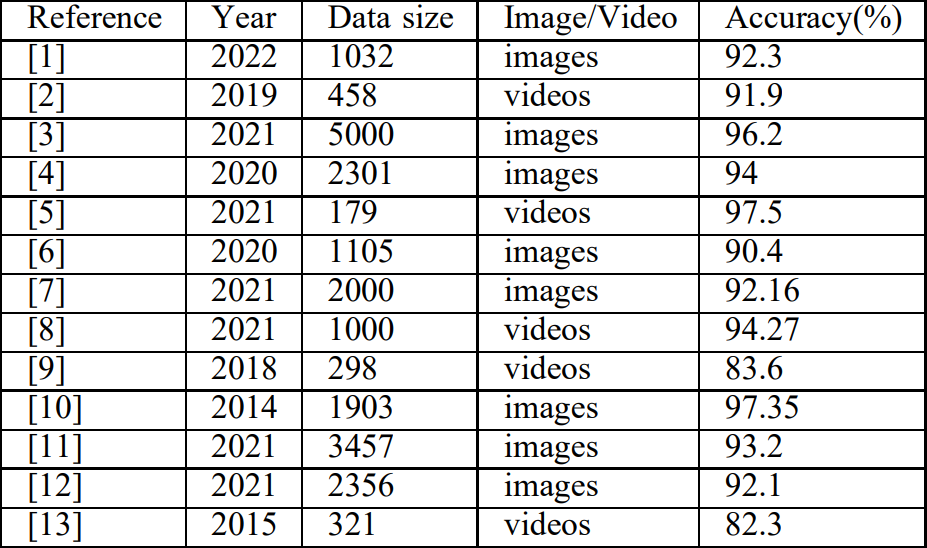 Reference Year Data size Image/Video Accuracy(%)
[1] 2022 1032 images 92.3
[2] 2019 458 videos 91.9
[3] 2021 5000 images 96.2
[4] 2020 2301 images 94
[5] 2021 179 videos 97.5
[6] 2020 1105 images 90.4
[7] 2021 2000 images 92.16
[8] 2021 1000 videos 94.27
[9] 2018 298 videos 83.6
[10] 2014 1903 images 97.35
[11] 2021 3457 images 93.2
[12] 2021 2356 images 92.1
[13] 2015 321 videos 82.3